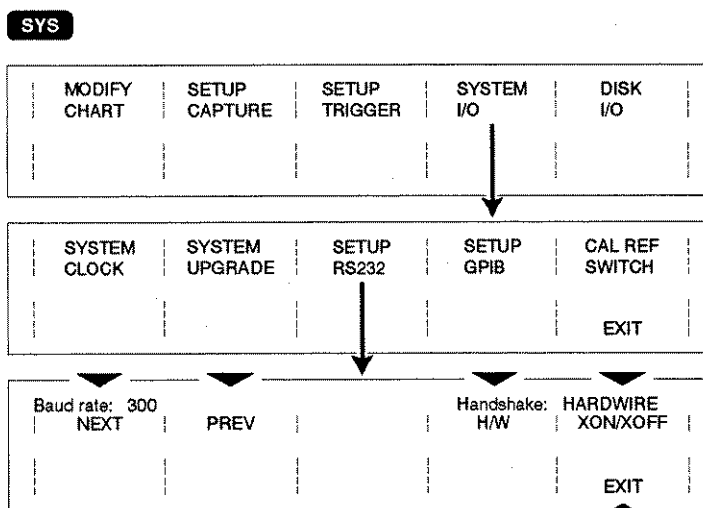 SYS
MODIFY SETUP SETUP SYSTEM DISK
CHART CAPTURE TRIGGER I/O I/O
SYSTEM SYSTEM SETUP SETUP CAL REF
CLOCK UPGRADE RS232 GPIB SWITCH
EXIT
Baud rate: 300 Handshake: HARDWIRE
NEXT PREV H/W XON/XOFF
EXIT